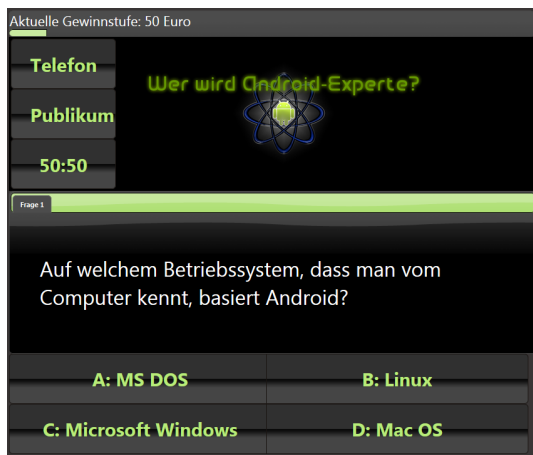 Aktuelle Gewinnstufe: 50 Euro
Telefon
Wer wird Android-Experte?
Publikum
50:50
Frage 1
Auf welchem Betriebssystem, dass man vom
Computer kennt, basiert Android?
A: MS DOS
B: Linux
C: Microsoft Windows
D: Mac OS